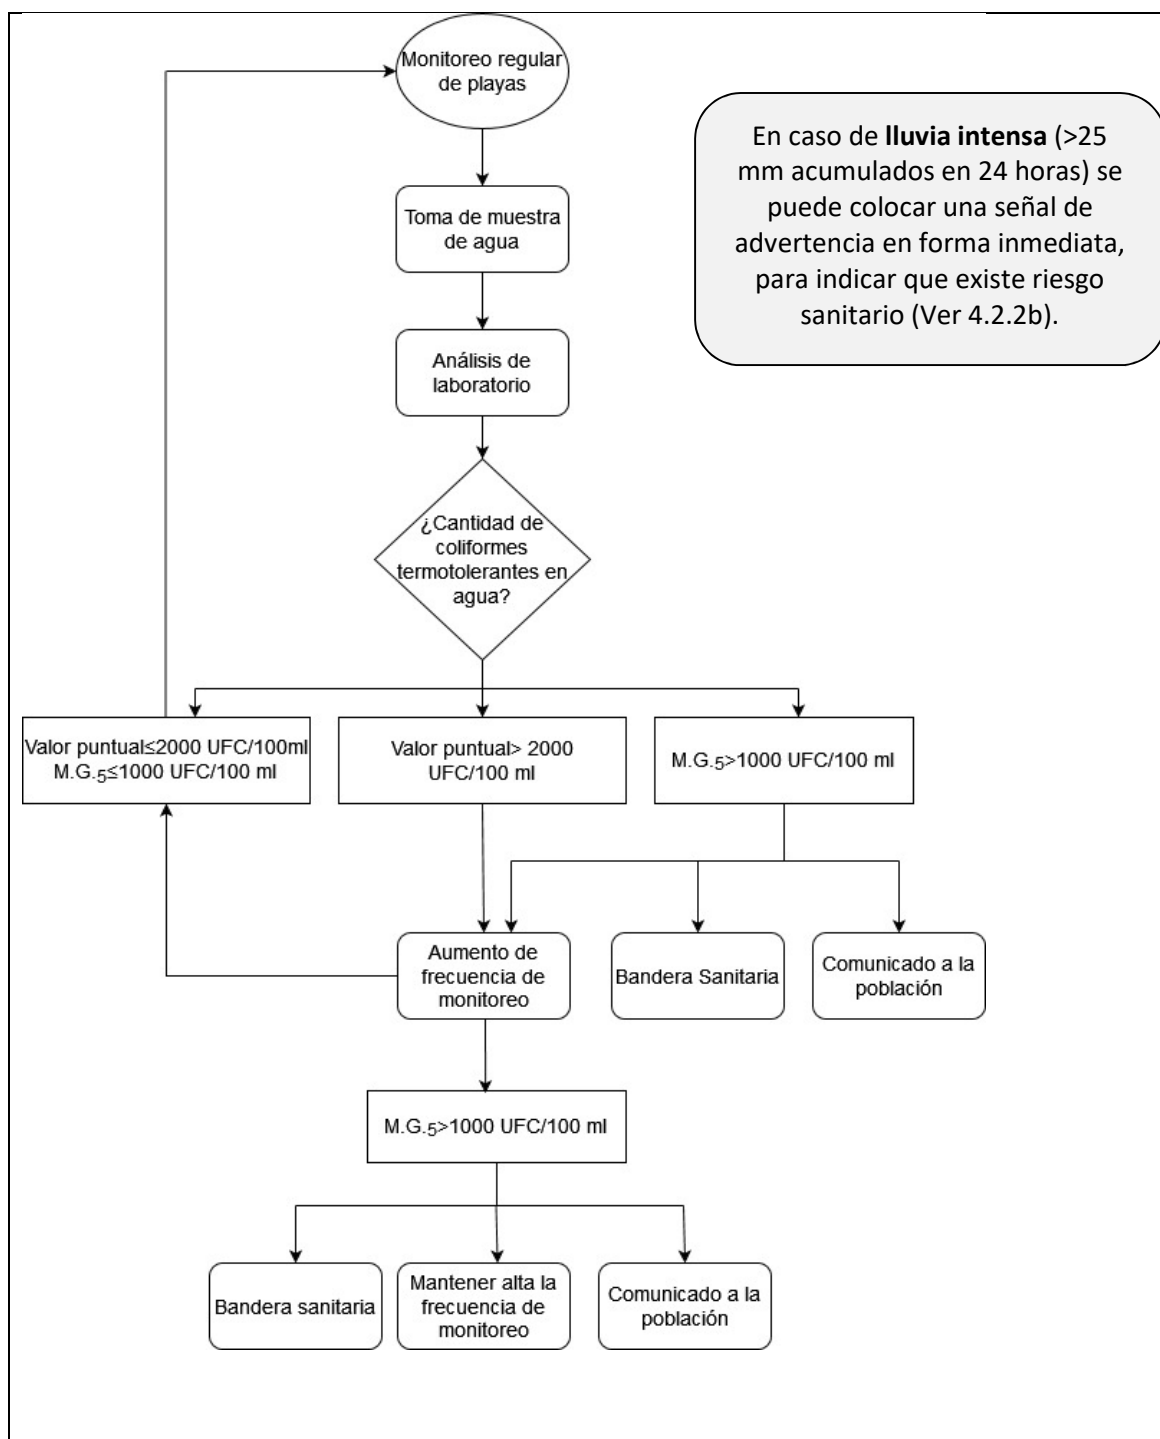 Monitoreo regular
de playas
En caso de lluvia intensa (>25
mm acumulados en 24 horas) se
puede colocar una señal de
advertencia en forma inmediata,
para indicar que existe riesgo
sanitario (Ver 4.2.2b).
Toma de muestra
de agua
Análisis de
laboratorio
¿Cantidad de
coliformes
termotolerantes en
agua?
Valor puntual≤2000 UFC/100ml
M.G.5≤1000 UFC/100 ml
Valor puntual> 2000
UFC/100 ml
M.G.5>1000 UFC/100 ml
Aumento de
frecuencia de
monitoreo
Bandera Sanitaria
Comunicado a la
población
M.G.5>1000 UFC/100 ml
Bandera sanitaria
Mantener alta la
frecuencia de
monitoreo
Comunicado a la
población